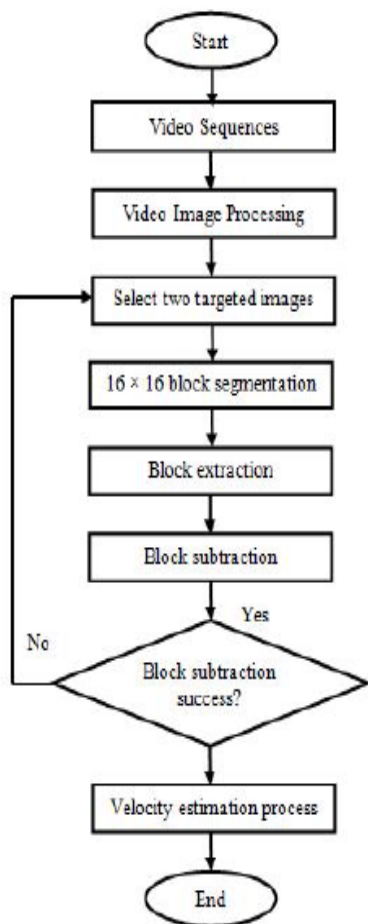 Start
Video Sequences
Video Image Processing
Select two targeted images
16 × 16 block segmentation
Block extraction
Block subtraction
Yes
No
Block subtraction
success?
Velocity estimation process
End